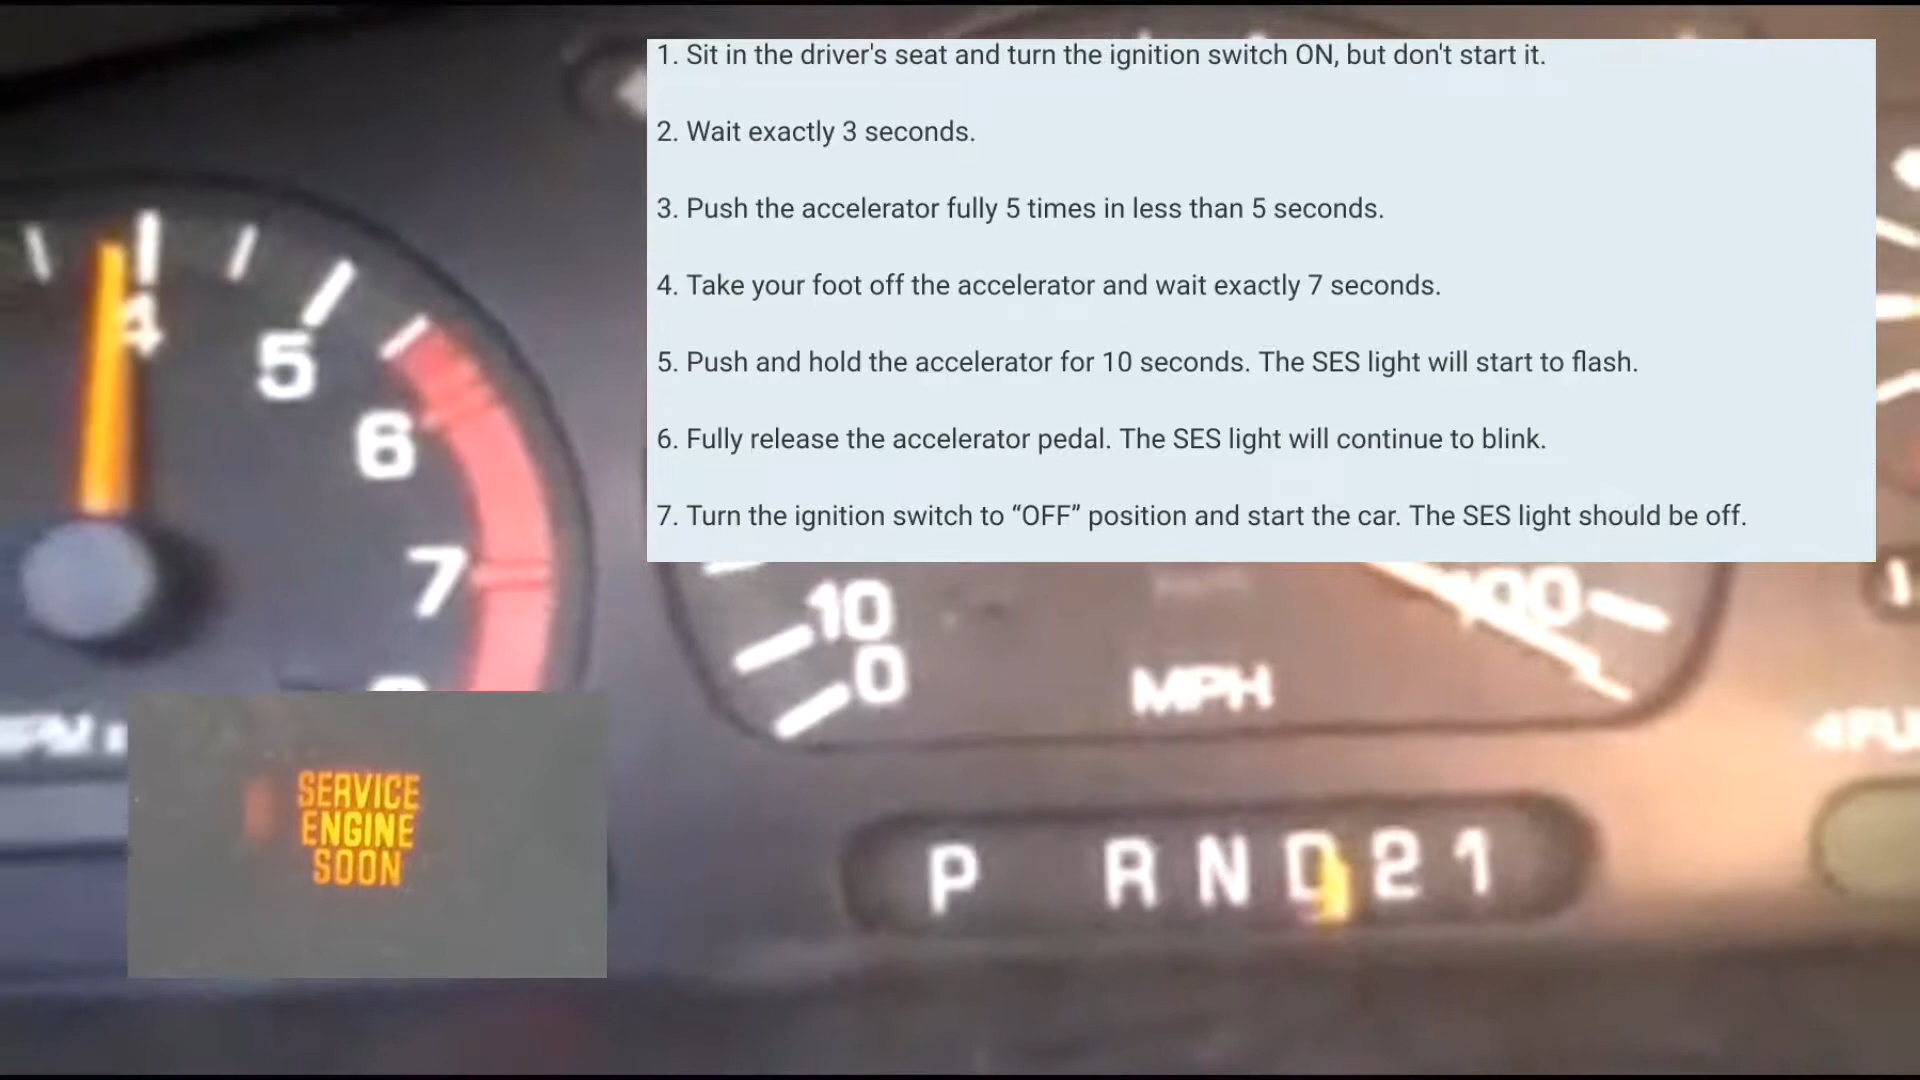 1. Sit in the driver's seat and turn the ignition switch ON, but don't start it.
2. Wait exactly 3 seconds.
3. Push the accelerator fully 5 times in less than 5 seconds.
4. Take your foot off the accelerator and wait exactly 7 seconds.
5. Push and hold the accelerator for 10 seconds. The SES light will start to flash.
6. Fully release the accelerator pedal. The SES light will continue to blink.
7. Turn the ignition switch to “OFF” position and start the car. The SES light should be off.
4
5
6
7
10
0
100
MPH
SERVICE
ENGINE
SOON
P R N D 2 1